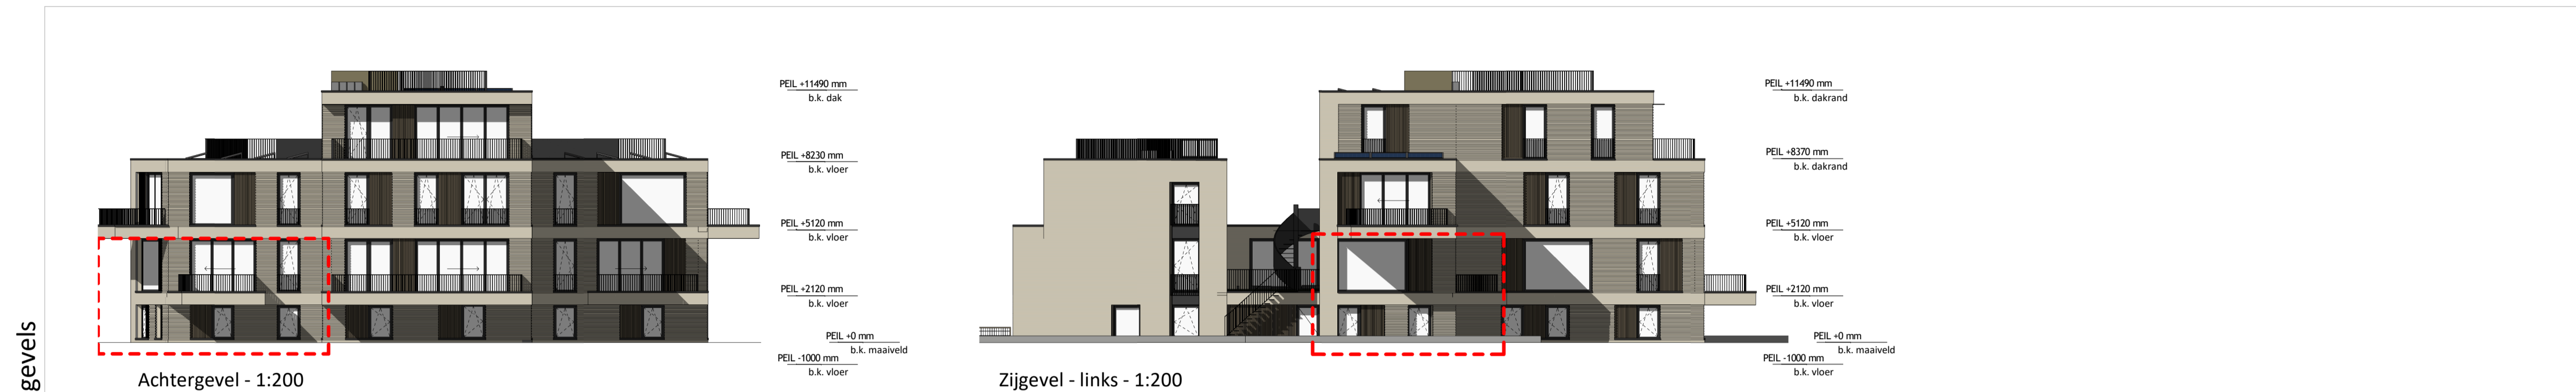 gevels
PEIL +11490 mm
b.k. dak
PEIL +8230 mm
b.k. vloer
PEIL +5120 mm
b.k. vloer
PEIL +2120 mm
b.k. vloer
PEIL +0 mm
b.k. maaiveld
PEIL -1000 mm
b.k. vloer
Achtergevel - 1:200
PEIL +11490 mm
b.k. dakrand
PEIL +8370 mm
b.k. dakrand
PEIL +5120 mm
b.k. vloer
PEIL +2120 mm
b.k. vloer
PEIL +0 mm
b.k. maaiveld
PEIL -1000 mm
b.k. vloer
Zijgevel - links - 1:200